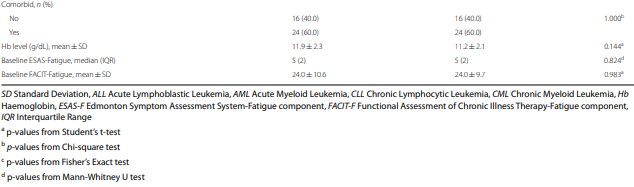 Comorbid, n (%)
No 16 (40.0) 16 (40.0) 1.000b
Yes 24 (60.0) 24 (60.0)
Hb level (g/dL), mean ± SD 11.9 ± 2.3 11.2 ± 2.1 0.144a
Baseline ESAS-Fatigue, median (IQR) 5 (2) 5 (2) 0.824d
Baseline FACIT-Fatigue, mean ± SD 24.0 ± 10.6 24.0 ± 9.7 0.983a
SD Standard Deviation, ALL Acute Lymphoblastic Leukemia, AML Acute Myeloid Leukemia, CLL Chronic Lymphocytic Leukemia, CML Chronic Myeloid Leukemia, Hb
Haemoglobin, ESAS-F Edmonton Symptom Assessment System-Fatigue component, FACIT-F Functional Assessment of Chronic Illness Therapy-Fatigue component,
IQR Interquartile Range
a p-values from Student's t-test
b p-values from Chi-square test
c p-values from Fisher's Exact test
d p-values from Mann-Whitney U test